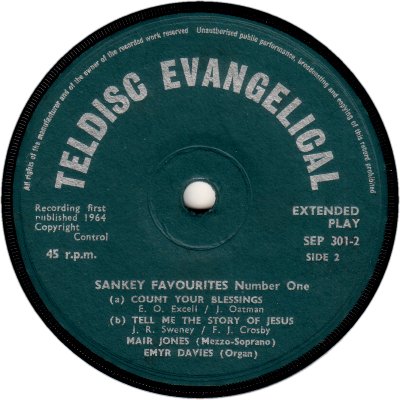 All rights of the manufacturer and of the owner of the recorded work reserved Unauthorised public performance, broadcasting and copying of this record prohibited
TELDISC EVANGELICAL
Recording first
published 1964
Copyright
Control
45 r.p.m.
EXTENDED
PLAY
SEP 301-2
SIDE 2
SANKEY FAVOURITES Number One
(a) COUNT YOUR BLESSINGS
E. O. Excell / J. Oatman
(b) TELL ME THE STORY OF JESUS
J. R. Sweney / F. J. Crosby
MAIR JONES (Mezzo-Soprano)
EMYR DAVIES (Organ)